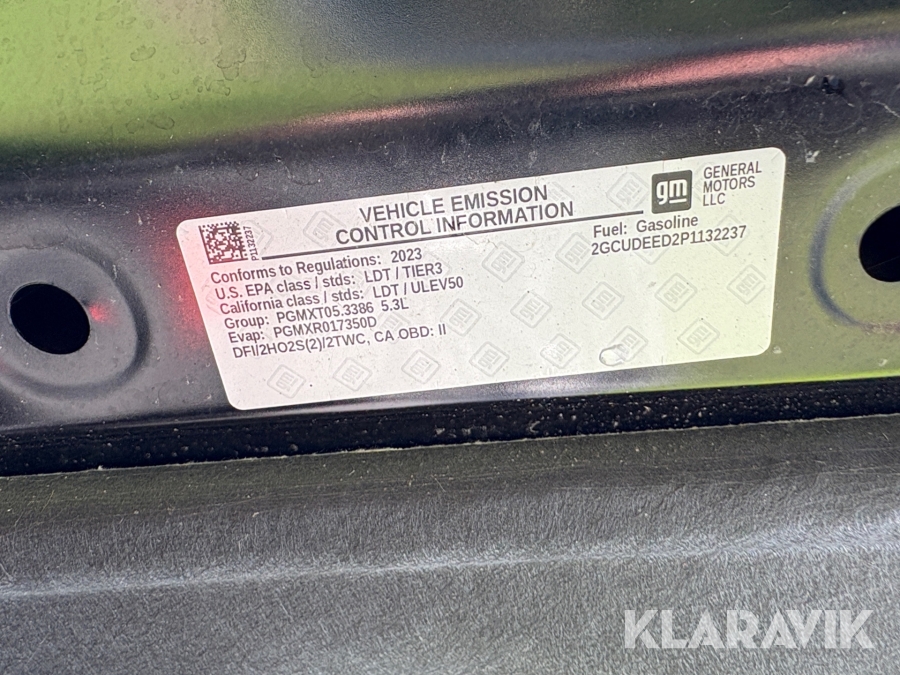 VEHICLE EMISSION
CONTROL INFORMATION
gm
GENERAL
MOTORS
LLC
P1132237
Conforms to Regulations: 2023
U.S. EPA class / stds: LDT / TIER3
California class / stds: LDT / ULEV50
Group: PGMXT05.3386 5.3L
Evap: PGMXR017350D
DFI/2HO2S(2)/2TWC, CA OBD: II
Fuel: Gasoline
2GCUDEED2P1132237
KLARAVIK